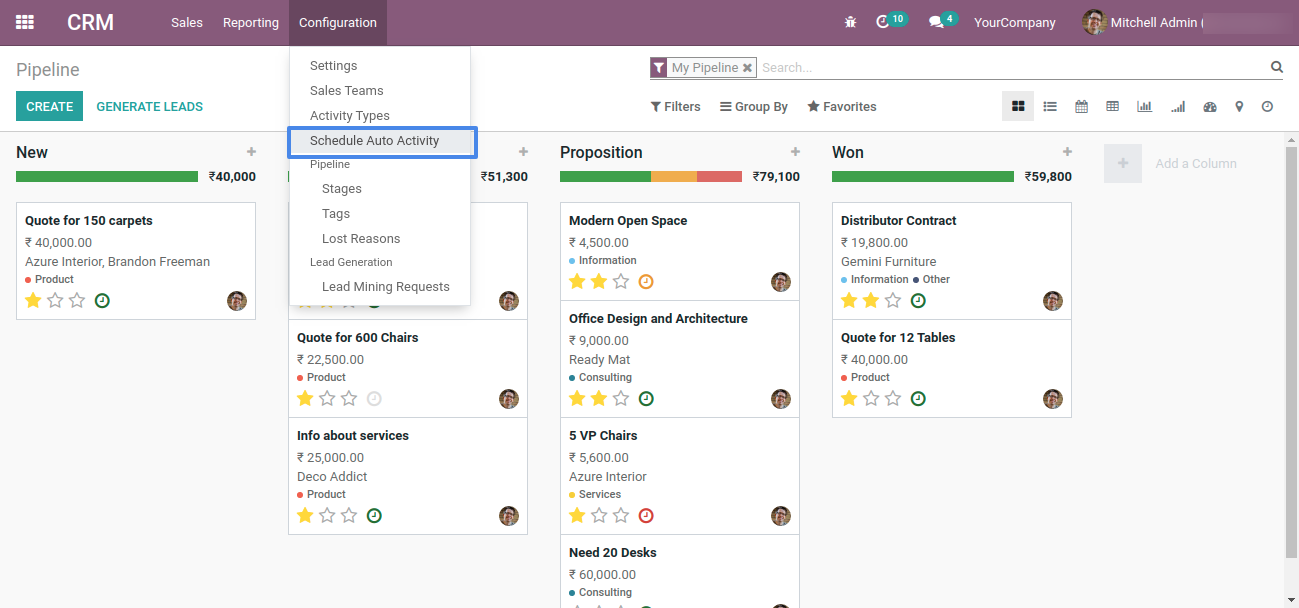 CRM Sales Reporting Configuration 10 4 YourCompany Mitchell Admin (
Pipeline
My Pipeline Search...
CREATE GENERATE LEADS
Filters Group By Favorites
Settings
Sales Teams
Activity Types
Schedule Auto Activity
Pipeline
Stages
Tags
Lost Reasons
Lead Generation
Lead Mining Requests
New
₹40,000
Quote for 150 carpets
₹ 40,000.00
Azure Interior, Brandon Freeman
Product
₹51,300
Quote for 600 Chairs
₹ 22,500.00
Product
Info about services
₹ 25,000.00
Deco Addict
Product
Proposition
₹79,100
Modern Open Space
₹ 4,500.00
Information
Office Design and Architecture
₹ 9,000.00
Ready Mat
Consulting
5 VP Chairs
₹ 5,600.00
Azure Interior
Services
Need 20 Desks
₹ 60,000.00
Consulting
Won
₹59,800
Distributor Contract
₹ 19,800.00
Gemini Furniture
Information Other
Quote for 12 Tables
₹ 40,000.00
Product
Add a Column